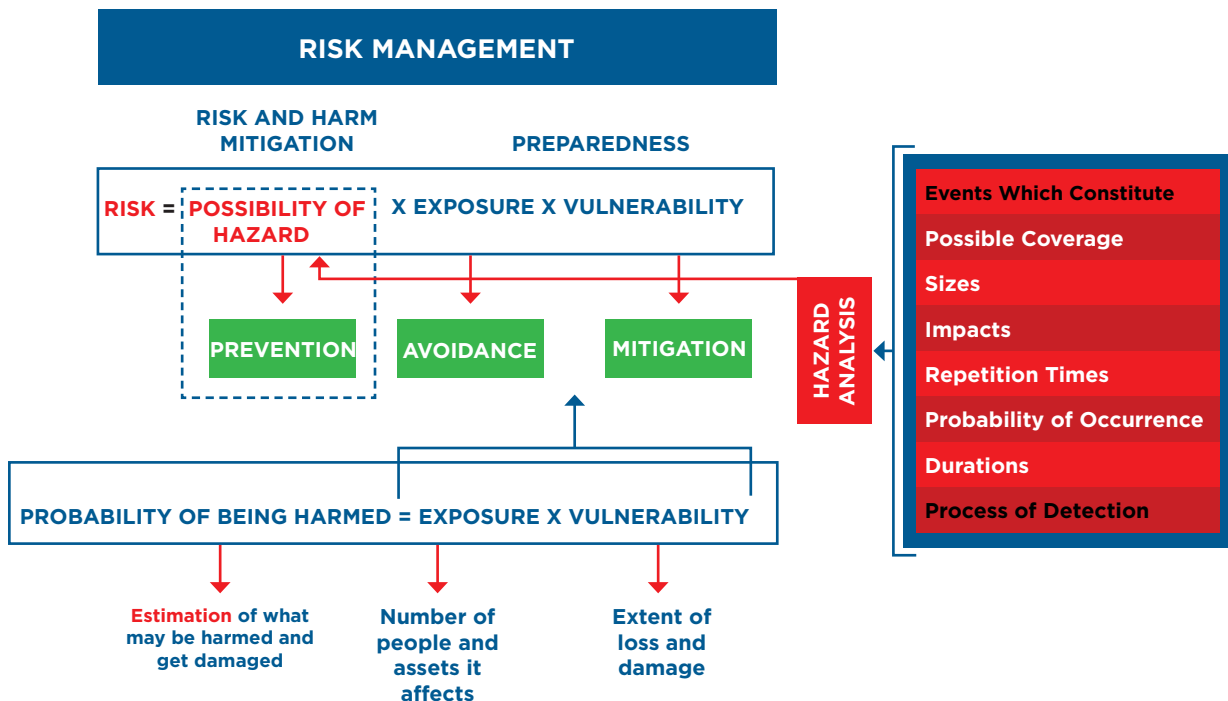 RISK MANAGEMENT
RISK AND HARM
MITIGATION
PREPAREDNESS
RISK = POSSIBILITY OF
HAZARD
X EXPOSURE X VULNERABILITY
PREVENTION
AVOIDANCE
MITIGATION
HAZARD
ANALYSIS
Events Which Constitute
Possible Coverage
Sizes
Impacts
Repetition Times
Probability of Occurrence
Durations
Process of Detection
PROBABILITY OF BEING HARMED = EXPOSURE X VULNERABILITY
Estimation of what
may be harmed and
get damaged
Number of
people and
assets it
affects
Extent of
loss and
damage